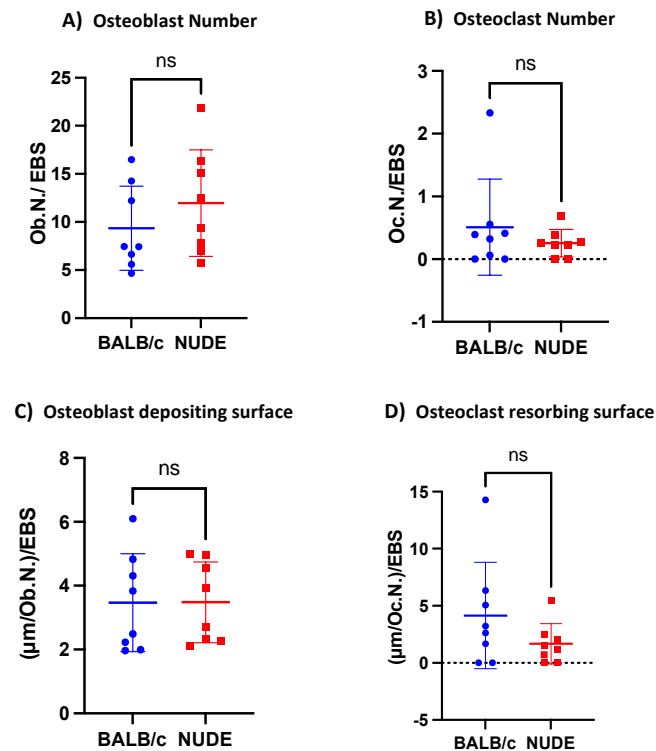 A) Osteoblast Number
ns
25
20
15
10
5
0
Ob.N./ EBS
BALB/c NUDE
B) Osteoclast Number
ns
3
2
1
0
-1
Oc.N./EBS
BALB/c NUDE
C) Osteoblast depositing surface
ns
8
6
4
2
0
(µm/Ob.N.)/EBS
BALB/c NUDE
D) Osteoclast resorbing surface
ns
15
10
5
0
-5
(µm/Oc.N.)/EBS
BALB/c NUDE